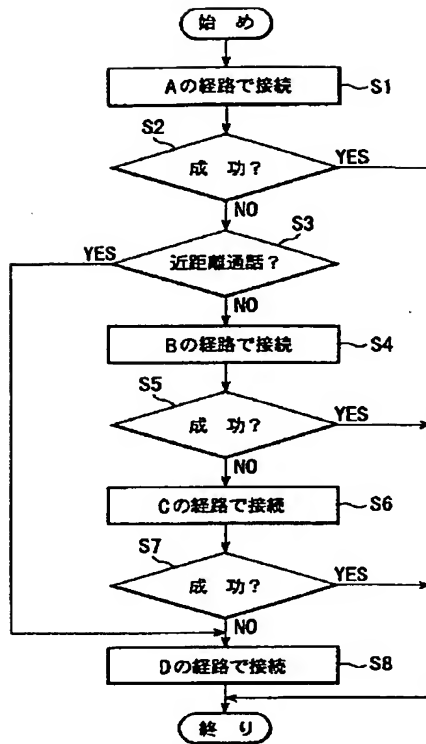 始 め
Aの経路で接続
S1
S2
成 功?
YES
NO
S3
YES
近距離通話?
NO
Bの経路で接続
S4
S5
成 功?
YES
NO
Cの経路で接続
S6
S7
成 功?
YES
NO
Dの経路で接続
S8
終 り